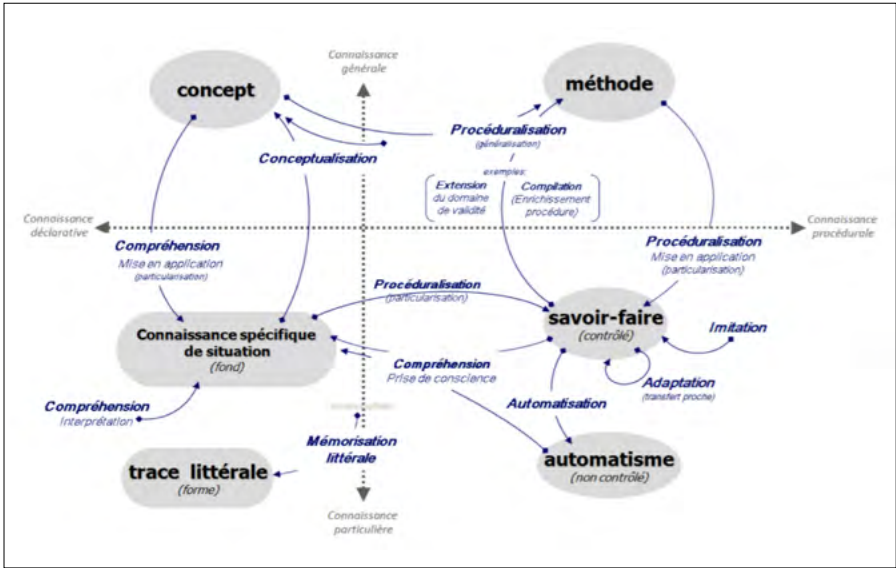 Connaissance
générale
concept
méthode
Procéduralisation
(généralisation)
Conceptualisation
exemples:
Extension
du domaine
de validité
Compilation
(Enrichissement
procédure)
Connaissance
déclarative
Connaissance
procédurale
Compréhension
Mise en application
(particularisation)
Procéduralisation
Mise en application
(particularisation)
Procéduralisation
(particularisation)
savoir-faire
(contrôlé)
Imitation
Connaissance spécifique
de situation
(fond)
Compréhension
Prise de conscience
Adaptation
(transfert proche)
Compréhension
Interprétation
Automatisation
Mémorisation
littérale
trace littérale
(forme)
automatisme
(non contrôlé)
Connaissance
particulière